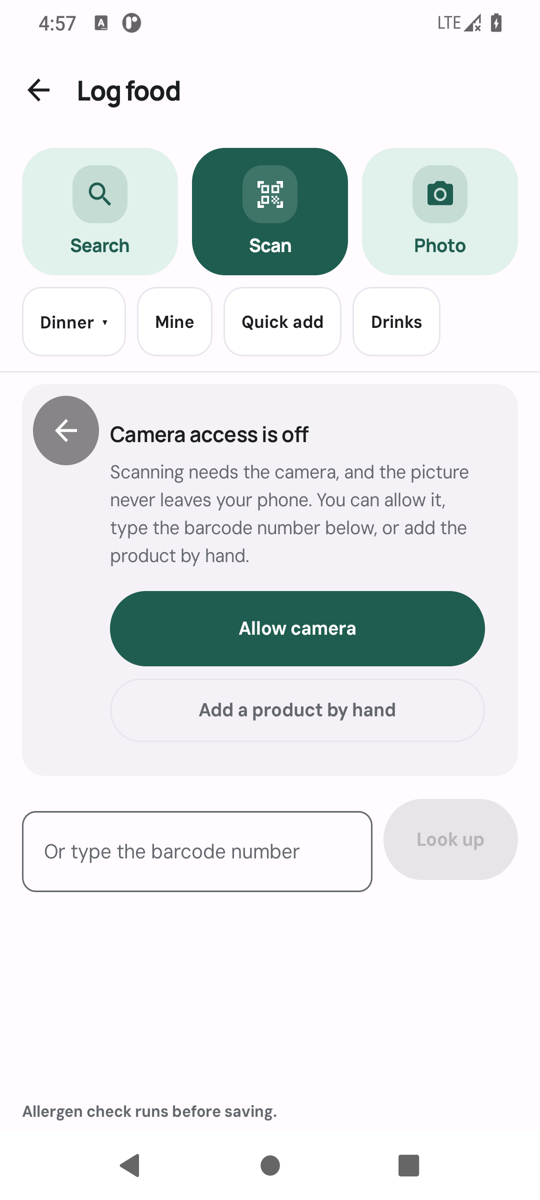 4:57
LTE
Log food
Search
Scan
Photo
Dinner ▾
Mine
Quick add
Drinks
Camera access is off
Scanning needs the camera, and the picture
never leaves your phone. You can allow it,
type the barcode number below, or add the
product by hand.
Allow camera
Add a product by hand
Or type the barcode number
Look up
Allergen check runs before saving.